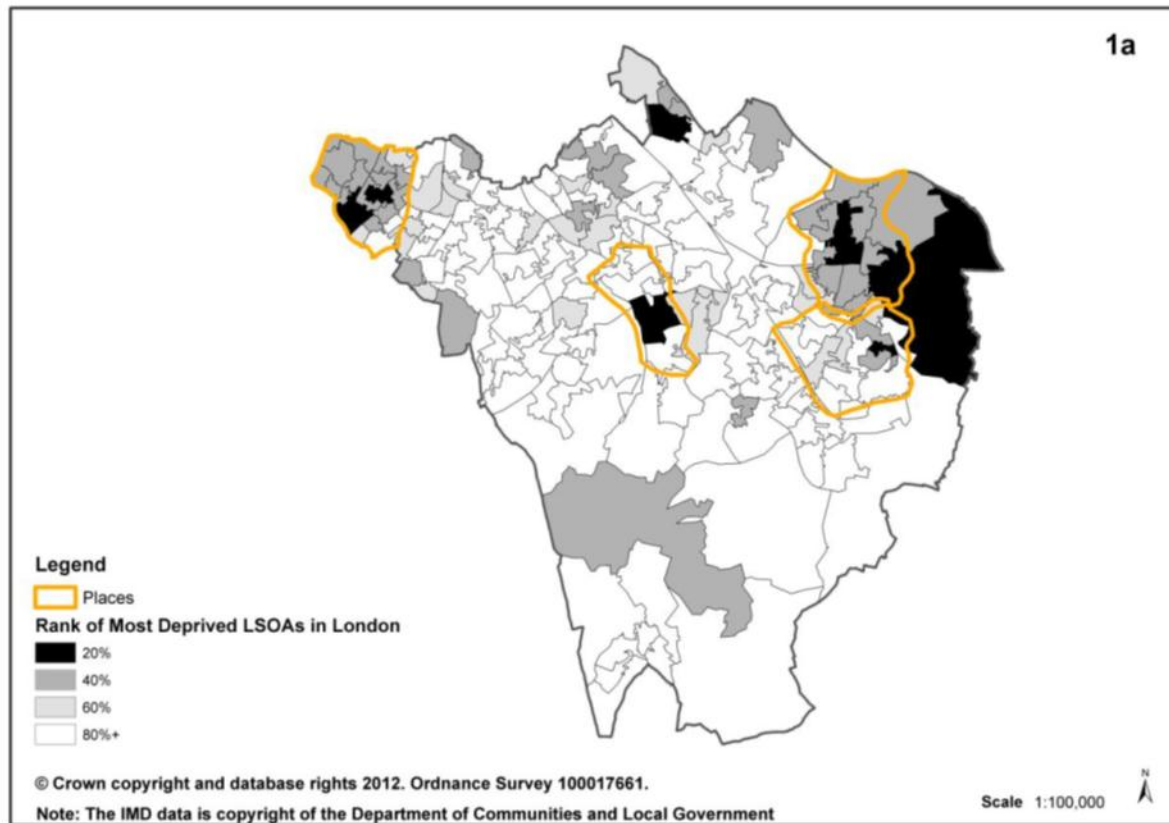 1a
Legend
Places
Rank of Most Deprived LSOAs in London
20%
40%
60%
80%+
© Crown copyright and database rights 2012. Ordnance Survey 100017661.
Note: The IMD data is copyright of the Department of Communities and Local Government
N
Scale 1:100,000